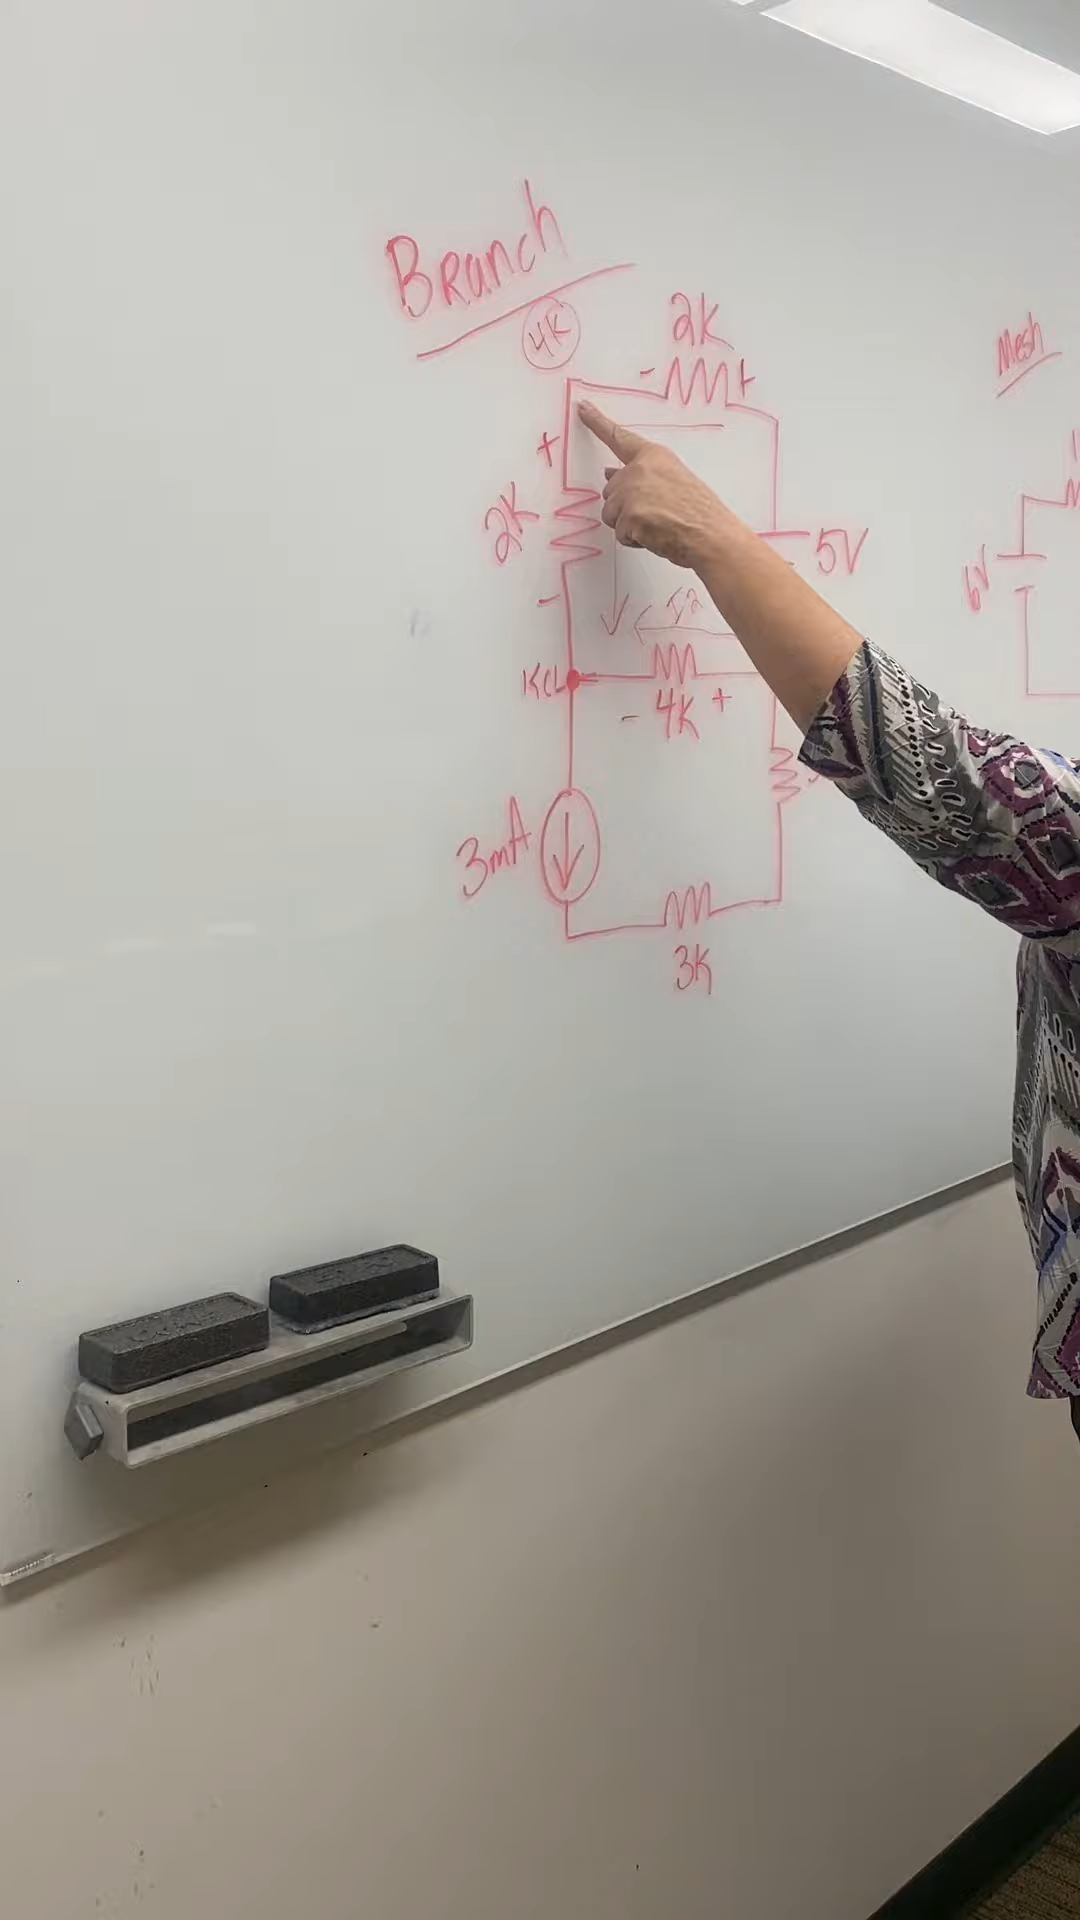 Branch
4K
2K
- +
+
2K
5V
-
I2
KCL
- 4K +
3mA
3K
Mesh
6V